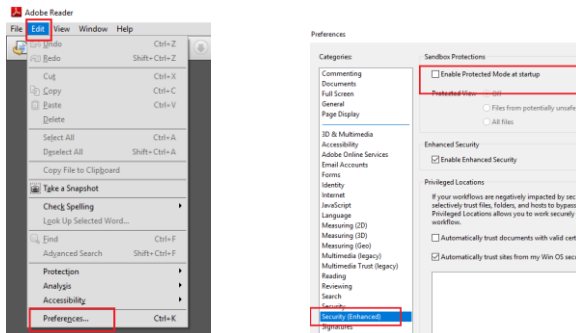 Adobe Reader
File Edit View Window Help
Undo Ctrl+Z
Redo Shift+Ctrl+Z
Cut Ctrl+X
Copy Ctrl+C
Paste Ctrl+V
Delete
Select All Ctrl+A
Deselect All Shift+Ctrl+A
Copy File to Clipboard
Take a Snapshot
Check Spelling
Look Up Selected Word...
Find Ctrl+F
Advanced Search Shift+Ctrl+F
Protection
Analysis
Accessibility
Preferences... Ctrl+K
Preferences
Categories:
Commenting
Documents
Full Screen
General
Page Display
3D & Multimedia
Accessibility
Adobe Online Services
Email Accounts
Forms
Identity
Internet
JavaScript
Language
Measuring (2D)
Measuring (3D)
Measuring (Geo)
Multimedia (legacy)
Multimedia Trust (legacy)
Reading
Reviewing
Search
Security
Security (Enhanced)
Signatures
Sandbox Protections
Enable Protected Mode at startup
Protected View Off
Files from potentially unsafe
All files
Enhanced Security
Enable Enhanced Security
Privileged Locations
If your workflows are negatively impacted by sec
selectively trust files, folders, and hosts to bypass
Privileged Locations allows you to work securely
workflow.
Automatically trust documents with valid cert
Automatically trust sites from my Win OS secu